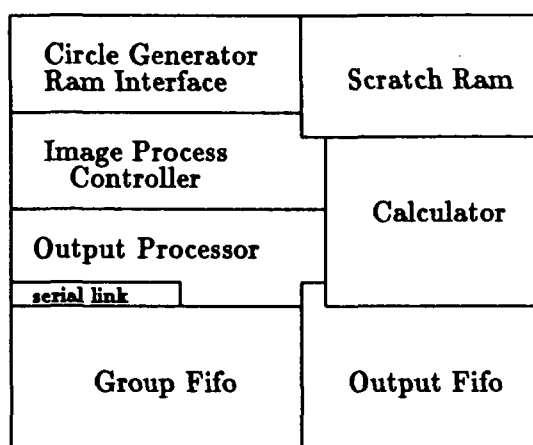 Circle Generator
Ram Interface
Scratch Ram
Image Process
Controller
Calculator
Output Processor
serial link
Group Fifo
Output Fifo